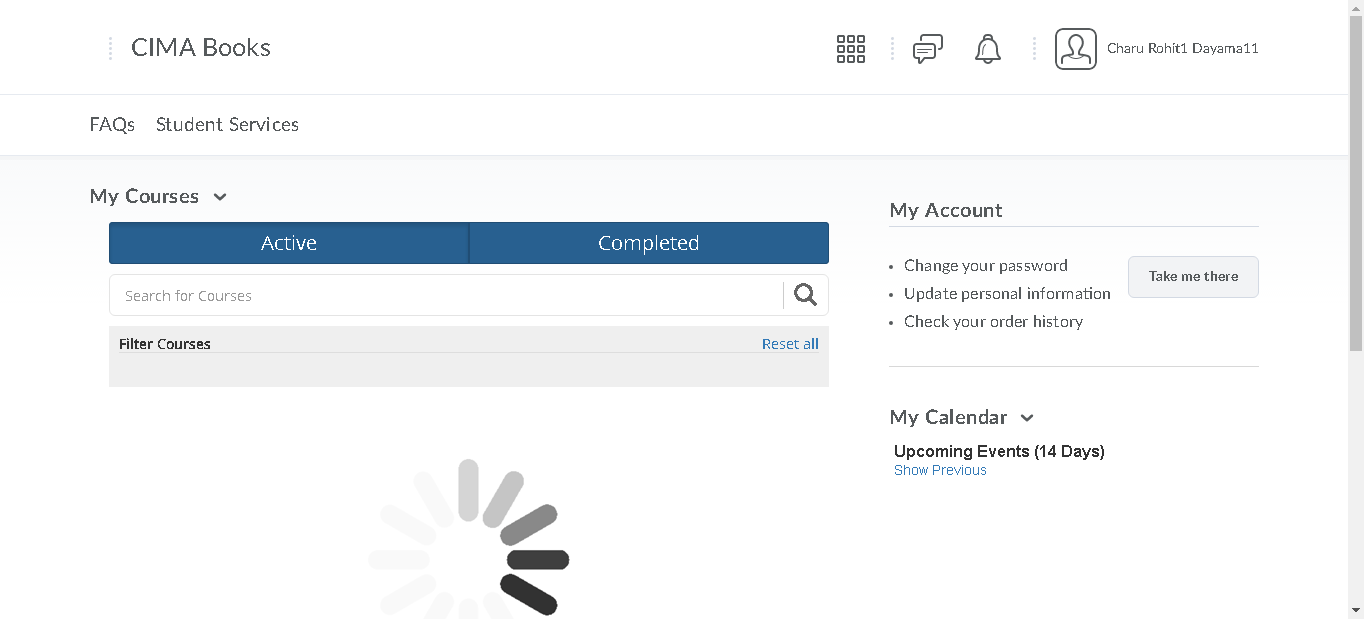 CIMA Books
Charu Rohit1 Dayama11
FAQs Student Services
My Courses
Active Completed
Search for Courses
Filter Courses Reset all
My Account
Change your password
Update personal information
Check your order history
Take me there
My Calendar
Upcoming Events (14 Days)
Show Previous